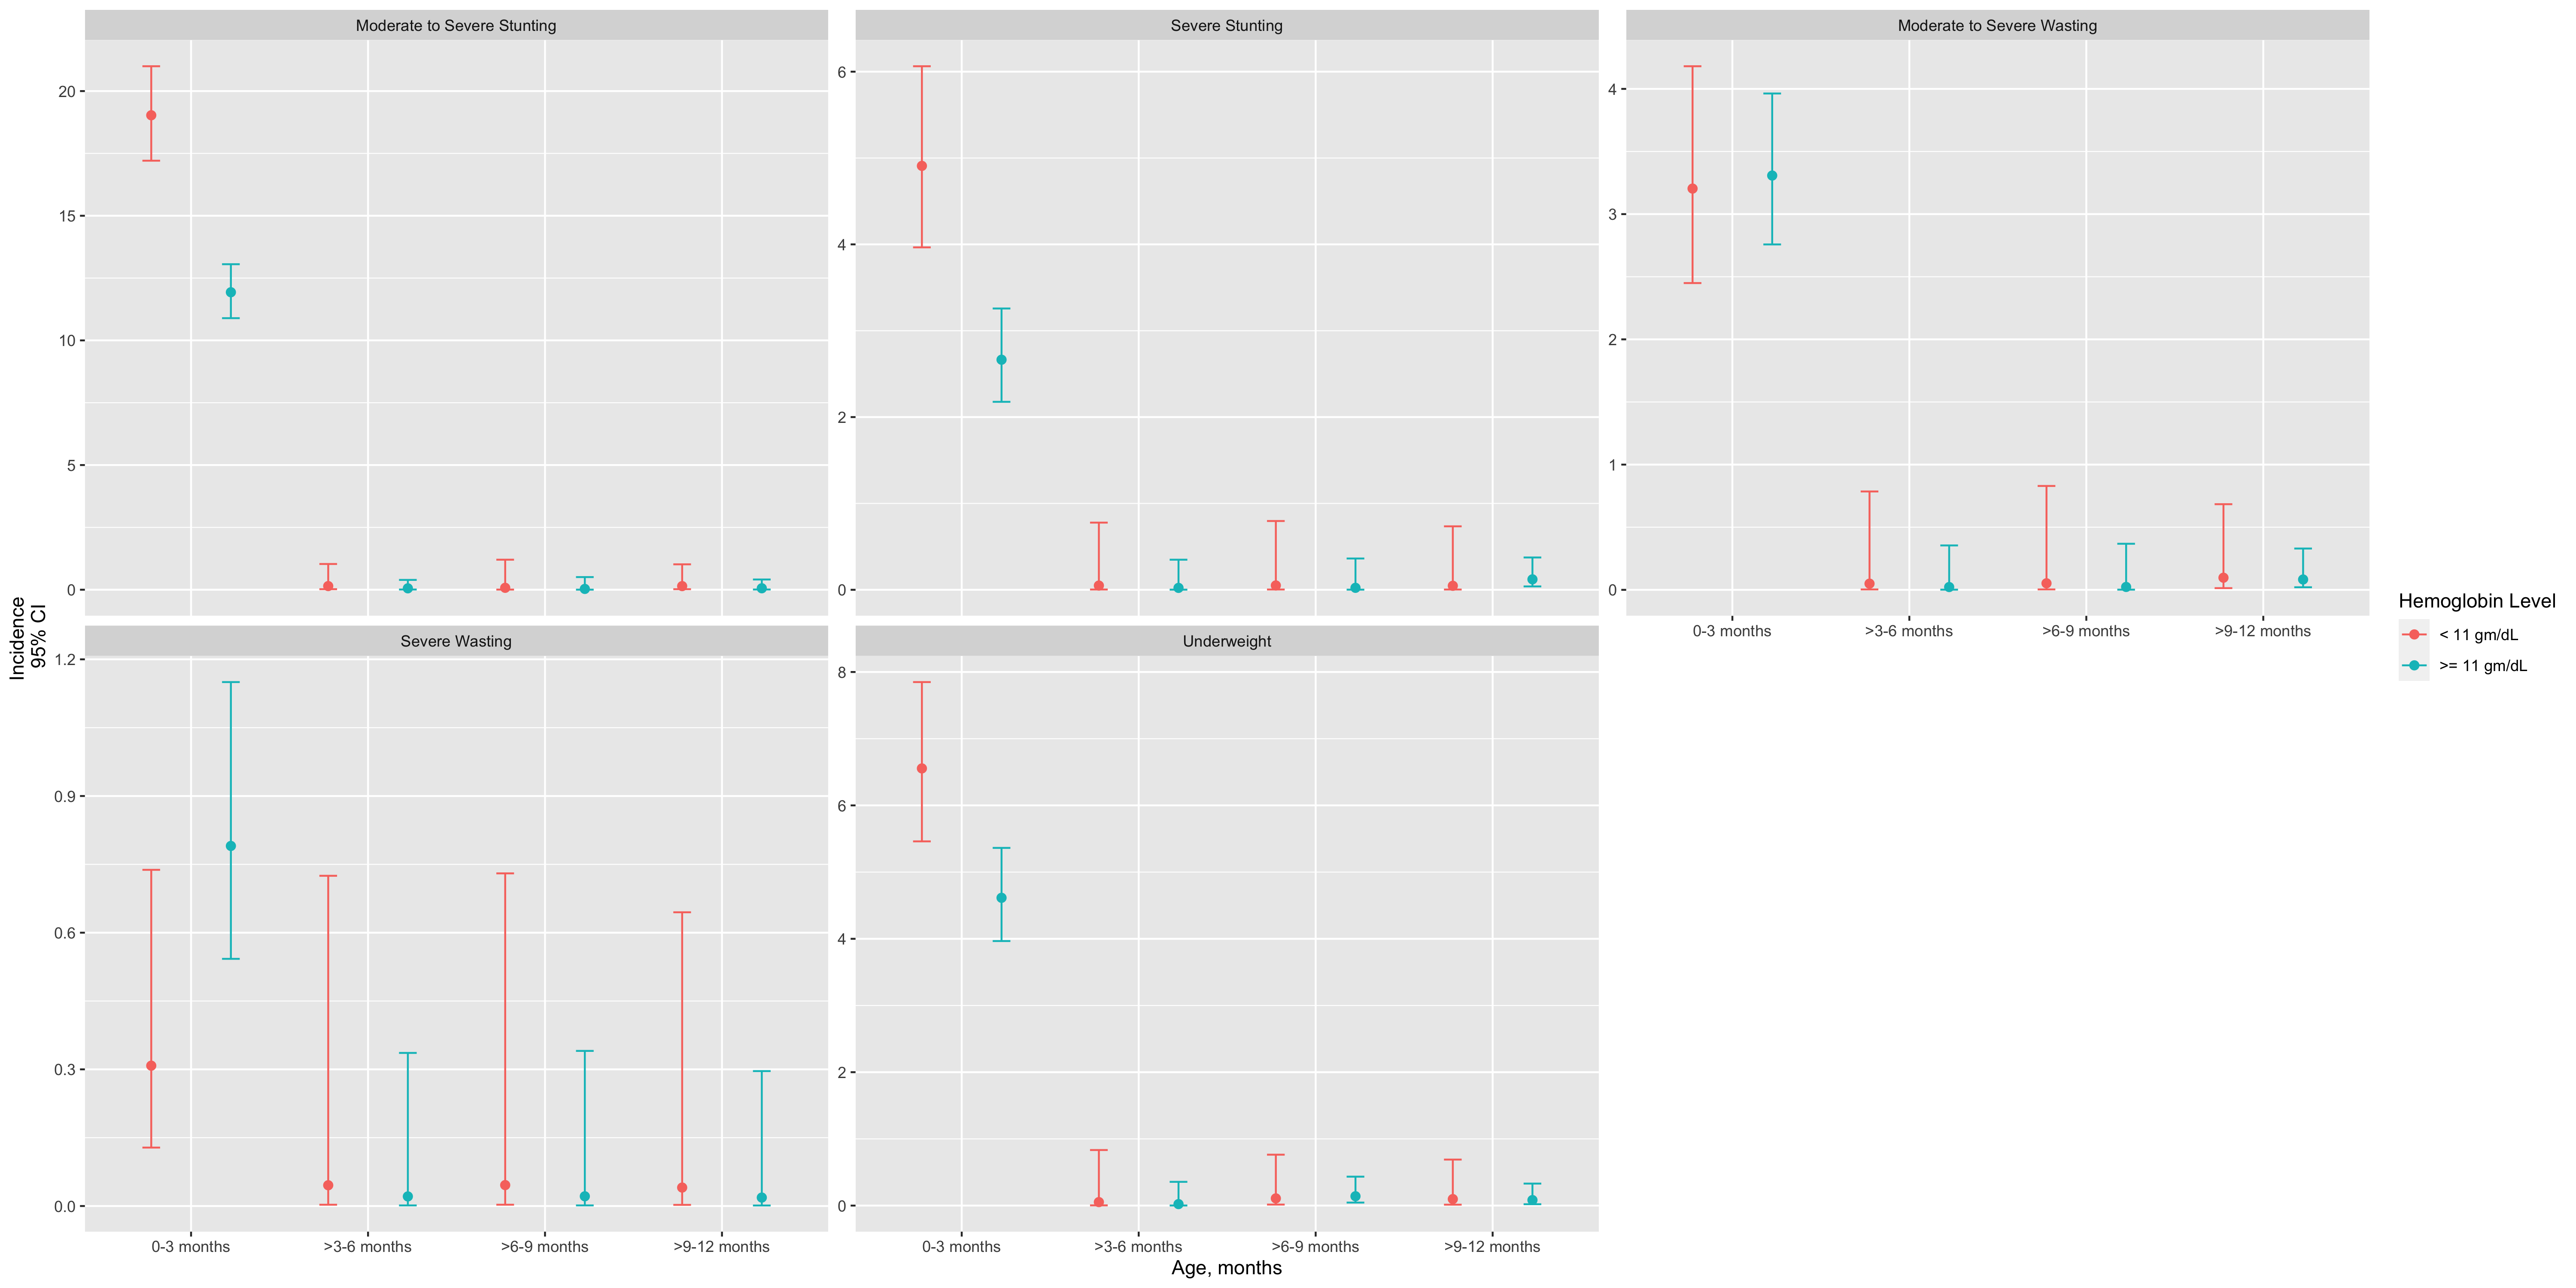 Moderate to Severe Stunting
Severe Stunting
Moderate to Severe Wasting
20
15
10
5
0
6
4
2
0
4
3
2
1
0
0-3 months
>3-6 months
>6-9 months
>9-12 months
Incidence
95% CI
Severe Wasting
Underweight
1.2
0.9
0.6
0.3
0.0
8
6
4
2
0
0-3 months
>3-6 months
>6-9 months
>9-12 months
0-3 months
>3-6 months
>6-9 months
>9-12 months
Age, months
Hemoglobin Level
< 11 gm/dL
>= 11 gm/dL